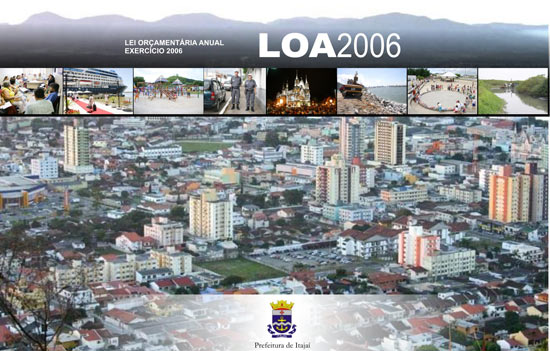 LEI ORÇAMENTÁRIA ANUAL
EXERCÍCIO 2006
LOA2006
Prefeitura de Itajaí